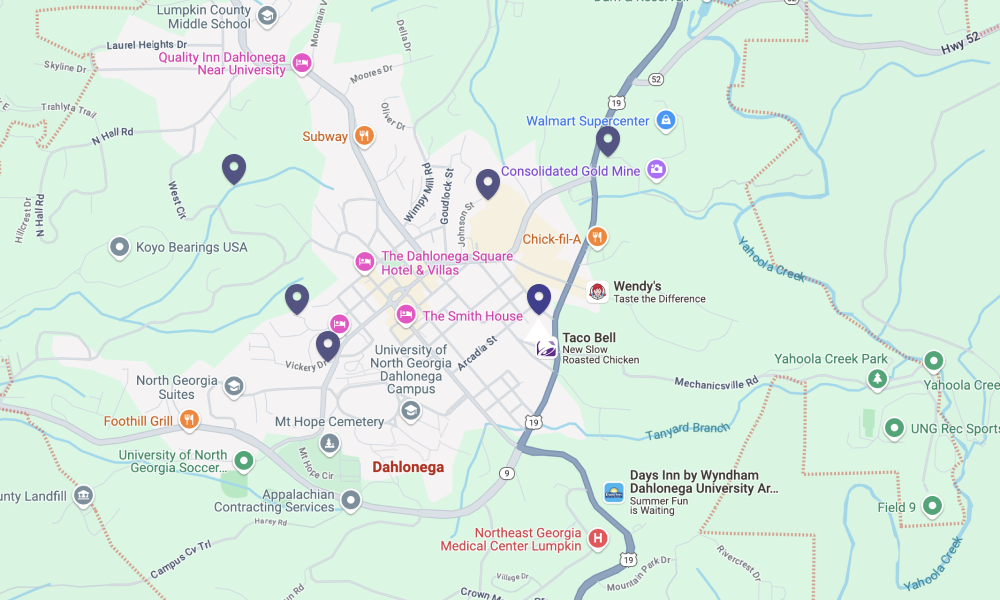 Dam & Reservoir
Lumpkin County
Middle School
Mountain V
Della Dr
Hwy 52
Laurel Heights Dr
Quality Inn Dahlonega
Near University
Skyline Dr
Moores Dr
52
19
Trahlyta Trail
Oliver Dr
Walmart Supercenter
N Hall Rd
Subway
Consolidated Gold Mine
West Cir
Wimpy Mill Rd
Goudlock St
Johnson St
Hillcrest Dr
N Hall Rd
Koyo Bearings USA
Chick-fil-A
Yahoola Creek
The Dahlonega Square
Hotel & Villas
Wendy's
Taste the Difference
The Smith House
Taco Bell
New Slow
Roasted Chicken
University of
North Georgia
Dahlonega
Campus
Arcadia St
Vickery Dr
Yahoola Creek Park
North Georgia
Suites
Mechanicsville Rd
Yahoola Cree
Foothill Grill
Mt Hope Cemetery
19
Tanyard Branch
UNG Rec Sports
University of North
Georgia Soccer...
Mt Hope Cir
Dahlonega
9
Days Inn by Wyndham
Dahlonega University Ar...
Summer Fun
is Waiting
unty Landfill
Appalachian
Contracting Services
Field 9
Harey Rd
Northeast Georgia
Medical Center Lumpkin
H
Campus Cv Trl
19
Rivercrest Dr
Yahoola Creek
Village Dr
Mountain Park Dr
Crown Mou
un Rd